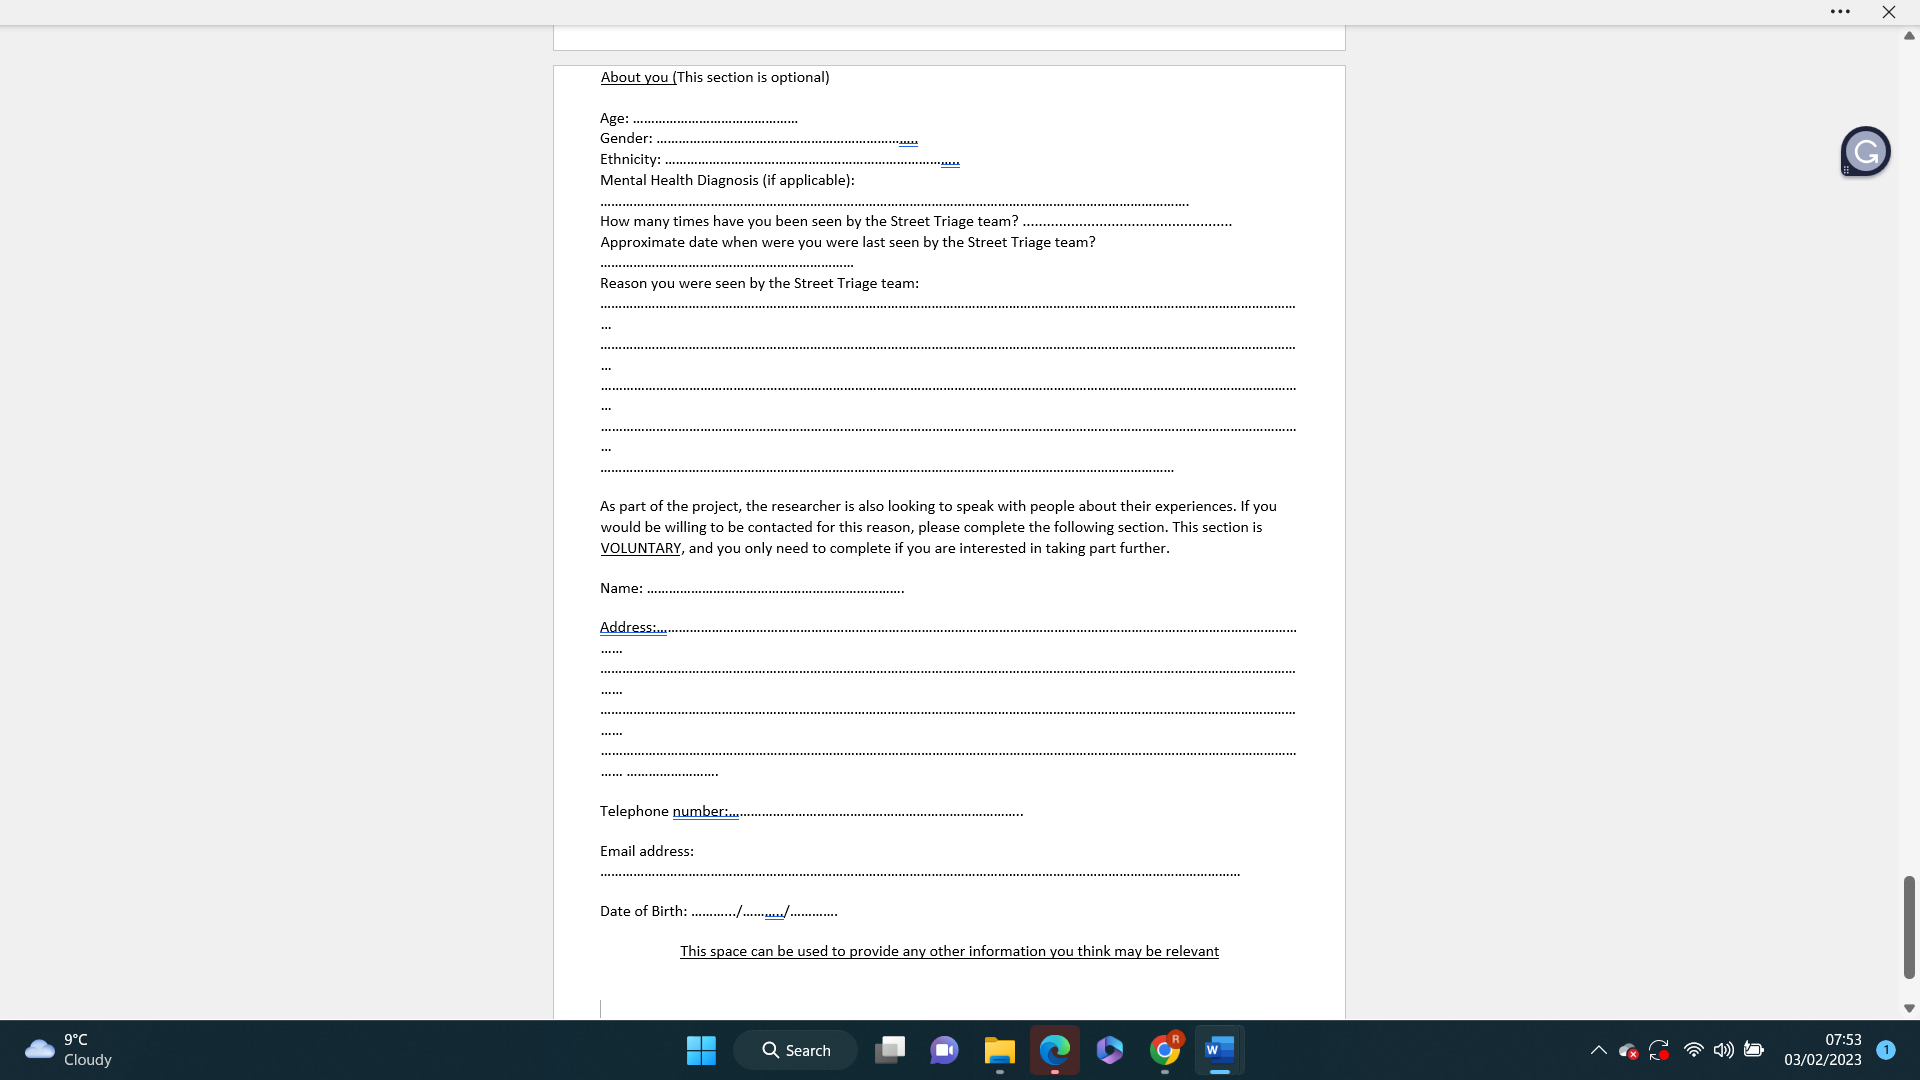 About you (This section is optional)
Age: ………………………………………
Gender: ………………………………………………………………
Ethnicity: ………………………………………………………………………
Mental Health Diagnosis (if applicable):
…………………………………………………………………………………………………………………………………………….
How many times have you been seen by the Street Triage team? ....................................................
Approximate date when were you were last seen by the Street Triage team?
……………………………………………………………
Reason you were seen by the Street Triage team:
………………………………………………………………………………………………………………………………………………………………………
…
………………………………………………………………………………………………………………………………………………………………………
…
………………………………………………………………………………………………………………………………………………………………………
…
………………………………………………………………………………………………………………………………………………………………………
…
…………………………………………………………………………………………………………………………………………
As part of the project, the researcher is also looking to speak with people about their experiences. If you
would be willing to be contacted for this reason, please complete the following section. This section is
VOLUNTARY, and you only need to complete if you are interested in taking part further.
Name: …………………………………………………………….
Address:………………………………………………………………………………………………………………………………………………………
……
………………………………………………………………………………………………………………………………………………………………………
……
………………………………………………………………………………………………………………………………………………………………………
……
………………………………………………………………………………………………………………………………………………………………………
…… …………………….
Telephone number:……………………………………………………………………..
Email address:
…………………………………………………………………………………………………………………………………………………………
Date of Birth: ………../………../………….
This space can be used to provide any other information you think may be relevant
9°C
Cloudy
Search
R
W
07:53
03/02/2023
1